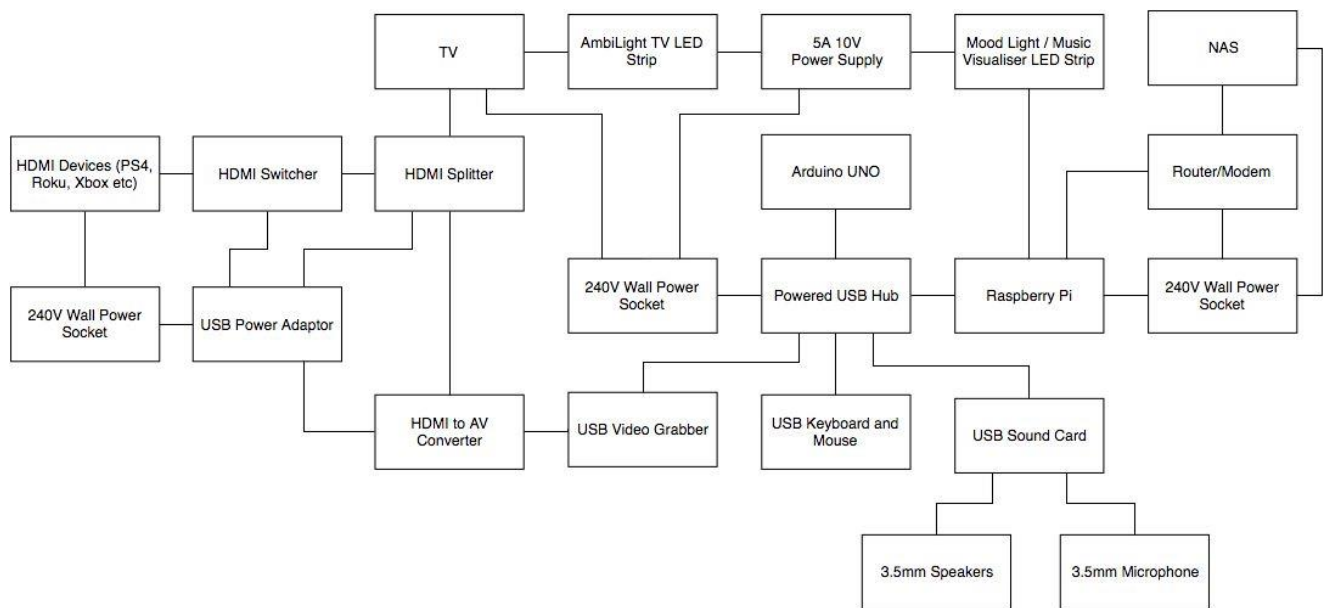 TV
AmbiLight TV LED
Strip
5A 10V
Power Supply
Mood Light / Music
Visualiser LED Strip
NAS
HDMI Devices (PS4,
Roku, Xbox etc)
HDMI Switcher
HDMI Splitter
Arduino UNO
Router/Modem
240V Wall Power
Socket
USB Power Adaptor
240V Wall Power
Socket
Powered USB Hub
Raspberry Pi
240V Wall Power
Socket
HDMI to AV
Converter
USB Video Grabber
USB Keyboard and
Mouse
USB Sound Card
3.5mm Speakers
3.5mm Microphone